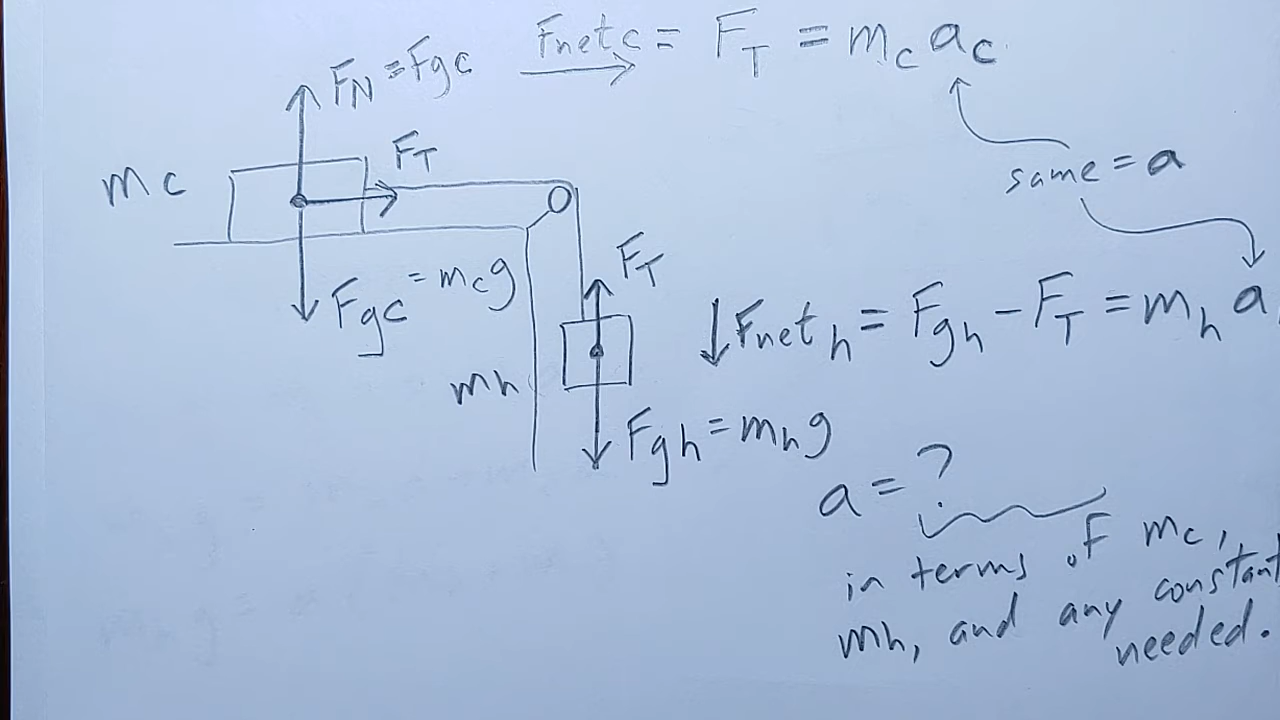 FN = Fgc
Fnet c = FT = mc ac
mc
FT
same = a
Fgc = mcg
FT
Fnet h = Fgh - FT = mh a
mh
Fgh = mhg
a = ?
in terms of mc,
mh, and any constant
needed.